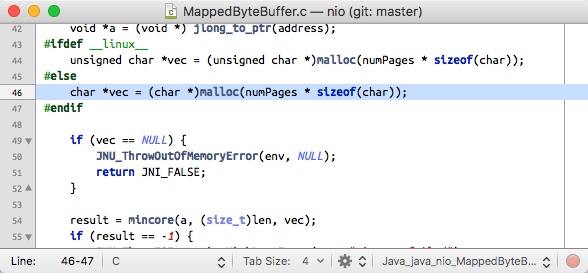 MappedByteBuffer.c — nio (git: master)
42 void *a = (void *) jlong_to_ptr(address);
43 #ifdef __linux__
44 unsigned char *vec = (unsigned char *)malloc(numPages * sizeof(char));
45 #else
46 char *vec = (char *)malloc(numPages * sizeof(char));
47 #endif
48
49 if (vec == NULL) {
50 JNU_ThrowOutOfMemoryError(env, NULL);
51 return JNI_FALSE;
52 }
53
54 result = mincore(a, (size_t)len, vec);
55 if (result == -1) {
Line: 46-47 C Tab Size: 4 Java_java_nio_MappedByteB...